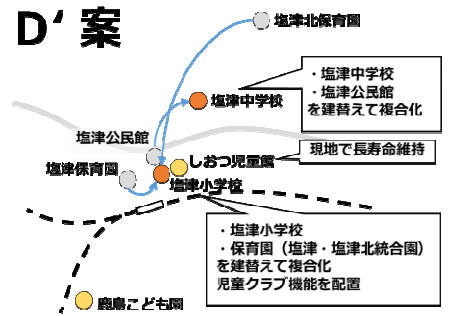 D‘ 案
塩津北保育園
・塩津中学校
・塩津公民館
を建替えて複合化
塩津中学校
塩津公民館
しおつ児童館
現地で長寿命維持
塩津保育園
塩津小学校
・塩津小学校
・保育園（塩津・塩津北統合園）
を建替えて複合化
児童クラブ機能を配置
鹿島こども園